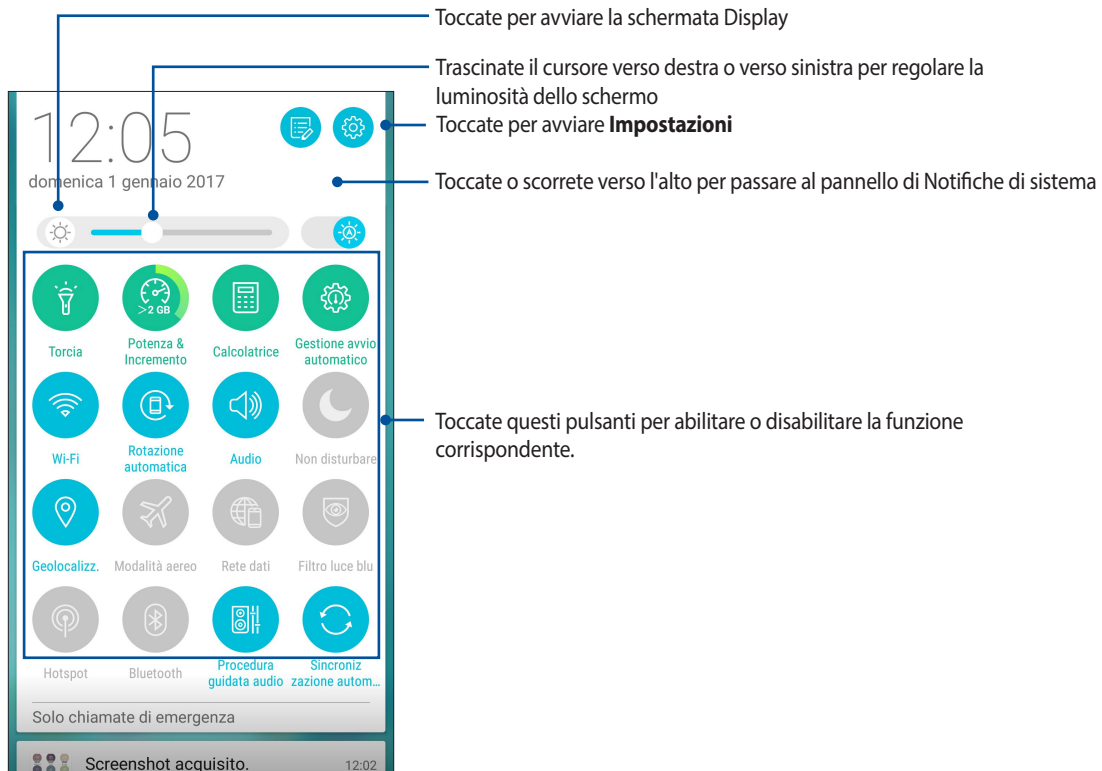 Toccate per avviare la schermata Display
Trascinate il cursore verso destra o verso sinistra per regolare la
luminosità dello schermo
Toccate per avviare Impostazioni
Toccate o scorrete verso l'alto per passare al pannello di Notifiche di sistema
12:05
domenica 1 gennaio 2017
A
>2 GB
Torcia
Potenza &
Incremento
Calcolatrice
Gestione avvio
automatico
Toccate questi pulsanti per abilitare o disabilitare la funzione
corrispondente.
Wi-Fi
Rotazione
automatica
Audio
Non disturbare
Geolocalizz.
Modalità aereo
Rete dati
Filtro luce blu
Hotspot
Bluetooth
Procedura
guidata audio
Sincroniz
zazione autom…
Solo chiamate di emergenza
Screenshot acquisito.
12:02